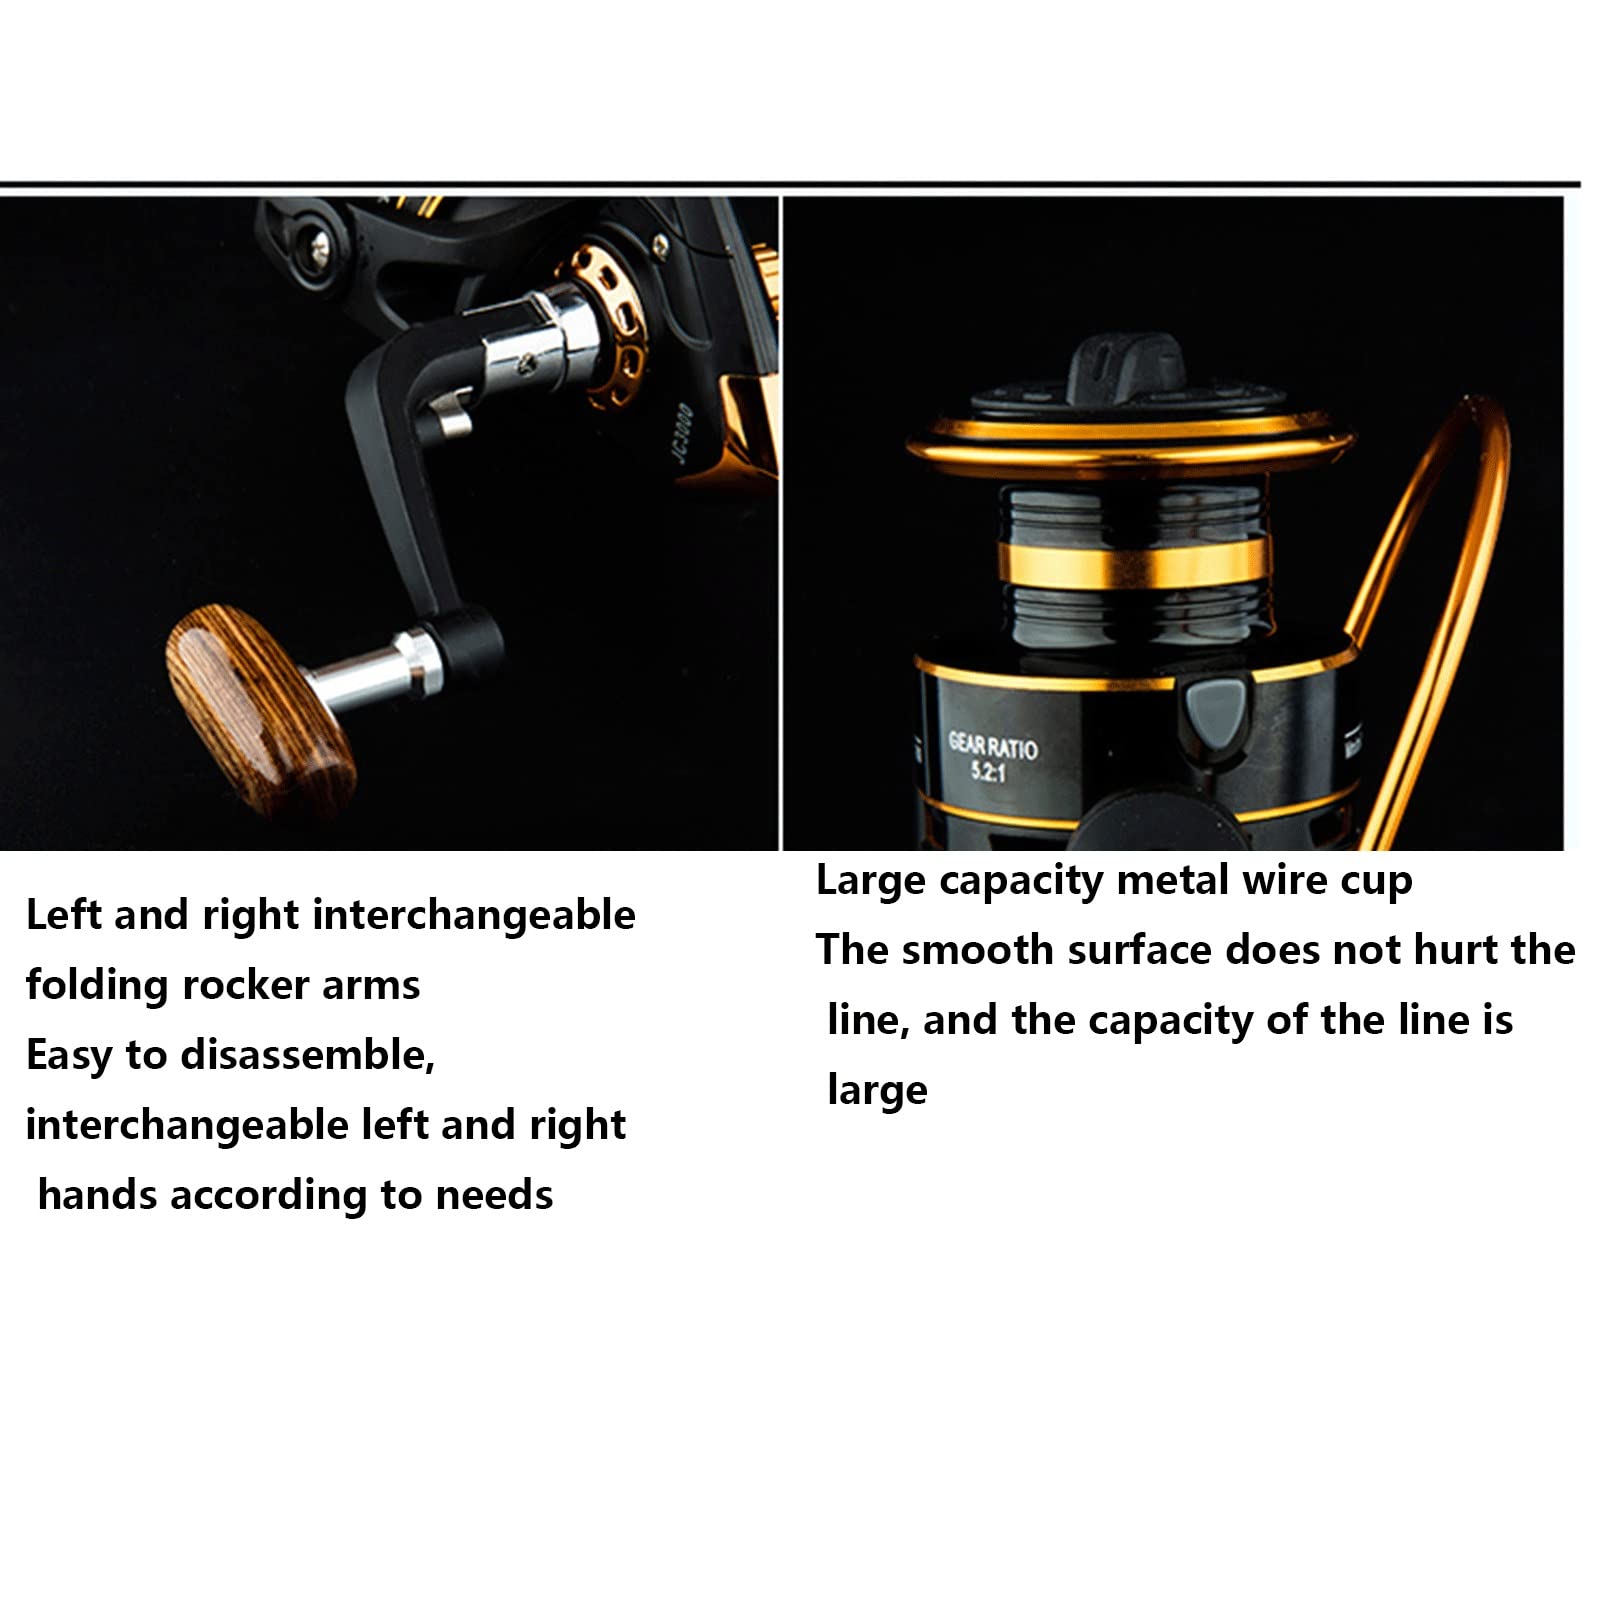 JC3000
GEAR RATIO
5.2:1
Left and right interchangeable
folding rocker arms
Easy to disassemble,
interchangeable left and right
hands according to needs
Large capacity metal wire cup
The smooth surface does not hurt the
line, and the capacity of the line is
large